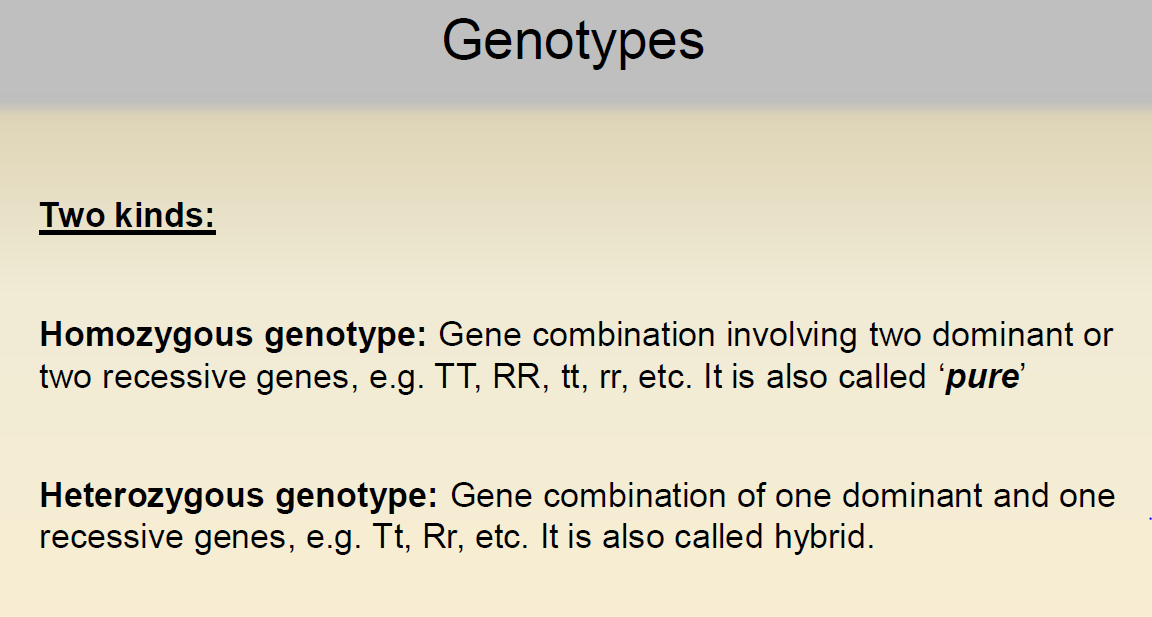 Genotypes
Two kinds:
Homozygous genotype: Gene combination involving two dominant or
two recessive genes, e.g. TT, RR, tt, rr, etc. It is also called ‘pure’
Heterozygous genotype: Gene combination of one dominant and one
recessive genes, e.g. Tt, Rr, etc. It is also called hybrid.